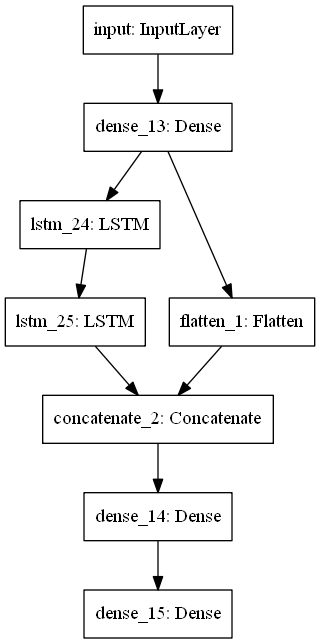 input: InputLayer
dense_13: Dense
lstm_24: LSTM
lstm_25: LSTM
flatten_1: Flatten
concatenate_2: Concatenate
dense_14: Dense
dense_15: Dense